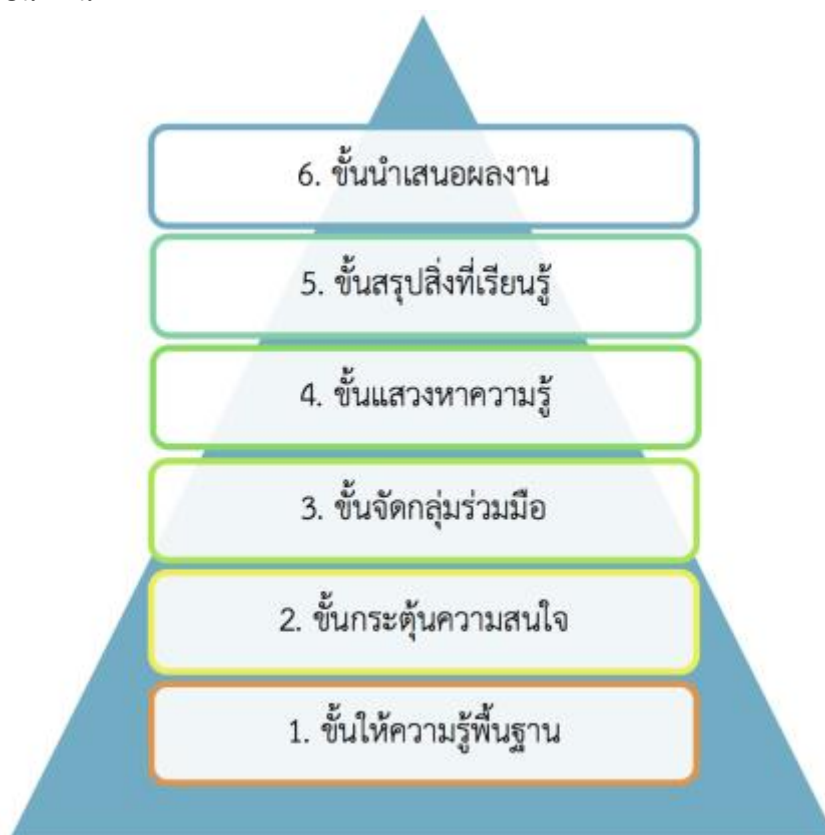 6. ขั้นนำเสนอผลงาน
5. ขั้นสรุปสิ่งที่เรียนรู้
4. ขั้นแสวงหาความรู้
3. ขั้นจัดกลุ่มร่วมมือ
2. ขั้นกระตุ้นความสนใจ
1. ขั้นให้ความรู้พื้นฐาน